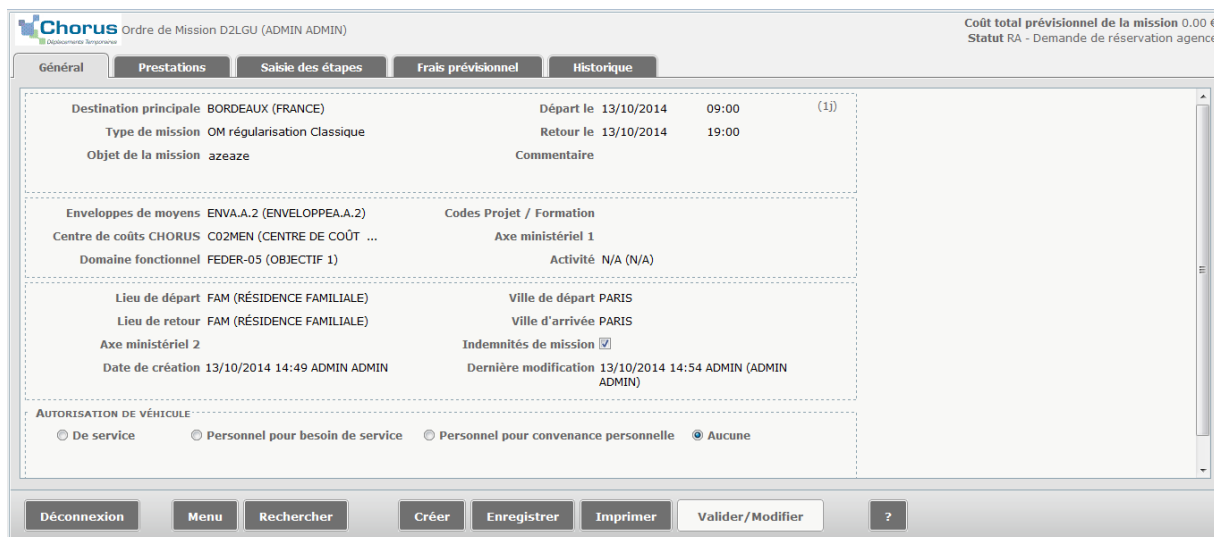 Chorus Ordre de Mission D2LGU (ADMIN ADMIN)
Déplacements Temporaires
Coût total prévisionnel de la mission 0.00 €
Statut RA - Demande de réservation agence
Général Prestations Saisie des étapes Frais prévisionnel Historique
Destination principale BORDEAUX (FRANCE) Départ le 13/10/2014 09:00 (1j)
Type de mission OM régularisation Classique Retour le 13/10/2014 19:00
Objet de la mission azeaze Commentaire
Enveloppes de moyens ENVA.A.2 (ENVELOPPEA.A.2) Codes Projet / Formation
Centre de coûts CHORUS C02MEN (CENTRE DE COÛT ... Axe ministériel 1
Domaine fonctionnel FEDER-05 (OBJECTIF 1) Activité N/A (N/A)
Lieu de départ FAM (RÉSIDENCE FAMILIALE) Ville de départ PARIS
Lieu de retour FAM (RÉSIDENCE FAMILIALE) Ville d'arrivée PARIS
Axe ministériel 2 Indemnités de mission
Date de création 13/10/2014 14:49 ADMIN ADMIN Dernière modification 13/10/2014 14:54 ADMIN (ADMIN
ADMIN)
AUTORISATION DE VÉHICULE
De service Personnel pour besoin de service Personnel pour convenance personnelle Aucune
Déconnexion Menu Rechercher Créer Enregistrer Imprimer Valider/Modifier ?